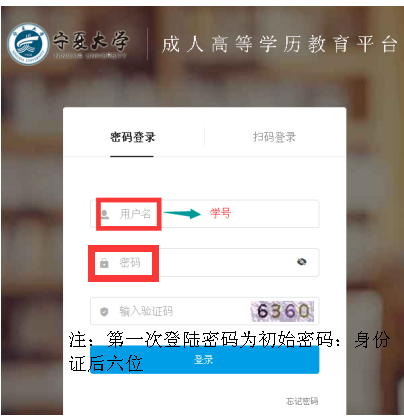 宁夏大学
NINGXIA UNIVERSITY
成人高等学历教育平台
密码登录
扫码登录
用户名
学号
密码
输入验证码
6360
注：第一次登陆密码为初始密码：身份
证后六位
登录
忘记密码